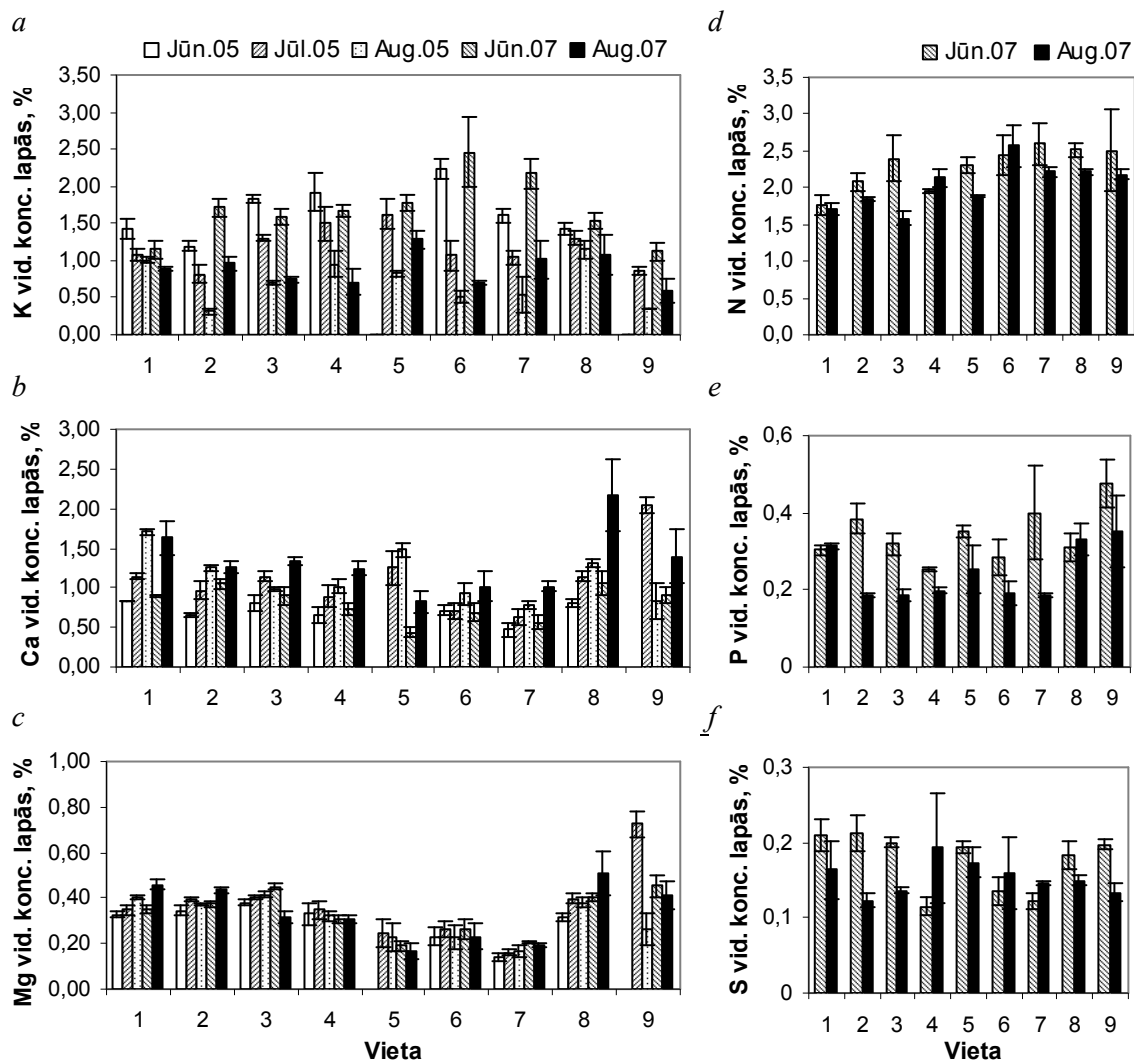 a
Jūn.05 Jūl.05 Aug.05 Jūn.07 Aug.07
K vid. konc. lapās, %
3,50
3,00
2,50
2,00
1,50
1,00
0,50
0,00
1 2 3 4 5 6 7 8 9
b
Ca vid. konc. lapās, %
3,00
2,50
2,00
1,50
1,00
0,50
0,00
1 2 3 4 5 6 7 8 9
c
Mg vid. konc. lapās, %
1,00
0,80
0,60
0,40
0,20
0,00
1 2 3 4 5 6 7 8 9
Vieta
d
Jūn.07 Aug.07
N vid. konc. lapās, %
3,5
3,0
2,5
2,0
1,5
1,0
0,5
0,0
1 2 3 4 5 6 7 8 9
e
P vid. konc. lapās, %
0,6
0,4
0,2
0
1 2 3 4 5 6 7 8 9
f
S vid. konc. lapās, %
0,3
0,2
0,1
0
1 2 3 4 5 6 7 8 9
Vieta